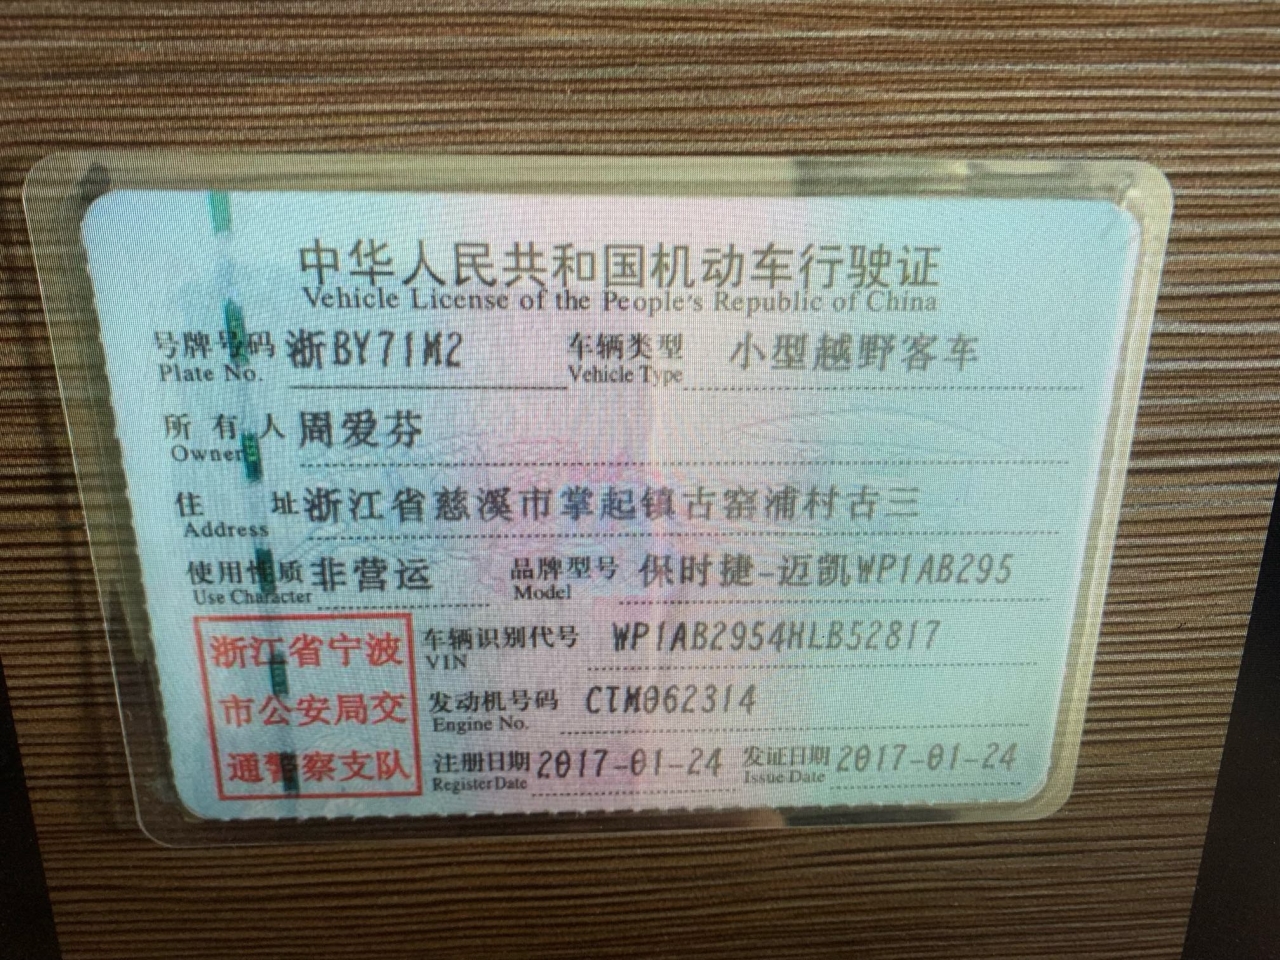 中华人民共和国机动车行驶证
Vehicle License of the People's Republic of China
号牌号码 浙BY71M2 车辆类型 小型越野客车
Plate No. Vehicle Type
所有人 周爱芬
Owner
住址 浙江省慈溪市掌起镇古窑浦村古三
Address
使用性质 非营运 品牌型号 保时捷-迈凯WP1AB295
Use Character Model
浙江省宁波
市公安局交
通警察支队
车辆识别代号 WP1AB2954HLB52817
VIN
发动机号码 CTM062314
Engine No.
注册日期 2017-01-24 发证日期 2017-01-24
Register Date Issue Date